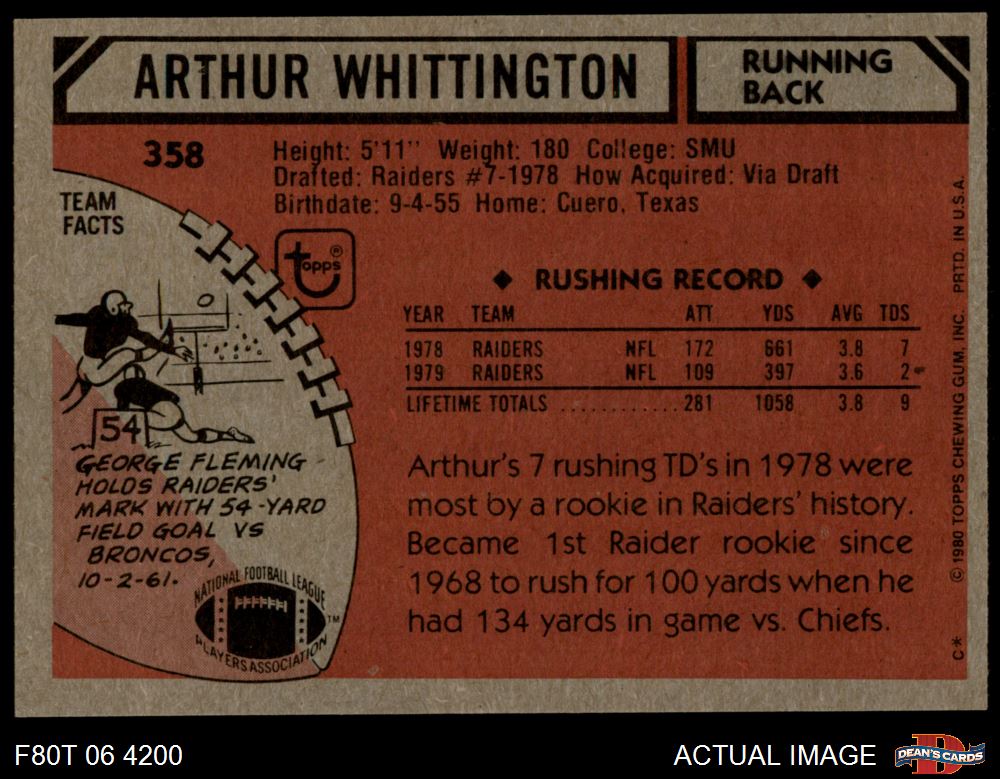 ARTHUR WHITTINGTON
RUNNING
BACK
358
Height: 5'11" Weight: 180 College: SMU
Drafted: Raiders #7-1978 How Acquired: Via Draft
Birthdate: 9-4-55 Home: Cuero, Texas
TEAM
FACTS
topps®
◆ RUSHING RECORD ◆
YEAR TEAM ATT YDS AVG TDS
1978 RAIDERS NFL 172 661 3.8 7
1979 RAIDERS NFL 109 397 3.6 2
LIFETIME TOTALS ............ 281 1058 3.8 9
54
GEORGE FLEMING
HOLDS RAIDERS'
MARK WITH 54-YARD
FIELD GOAL VS
BRONCOS,
10-2-61.
NATIONAL FOOTBALL LEAGUE
PLAYERS ASSOCIATION
TM
Arthur's 7 rushing TD's in 1978 were
most by a rookie in Raiders' history.
Became 1st Raider rookie since
1968 to rush for 100 yards when he
had 134 yards in game vs. Chiefs.
C* © 1980 TOPPS CHEWING GUM, INC. PRTD. IN U.S.A.
F80T 06 4200
ACTUAL IMAGE
D
DEAN'S CARDS